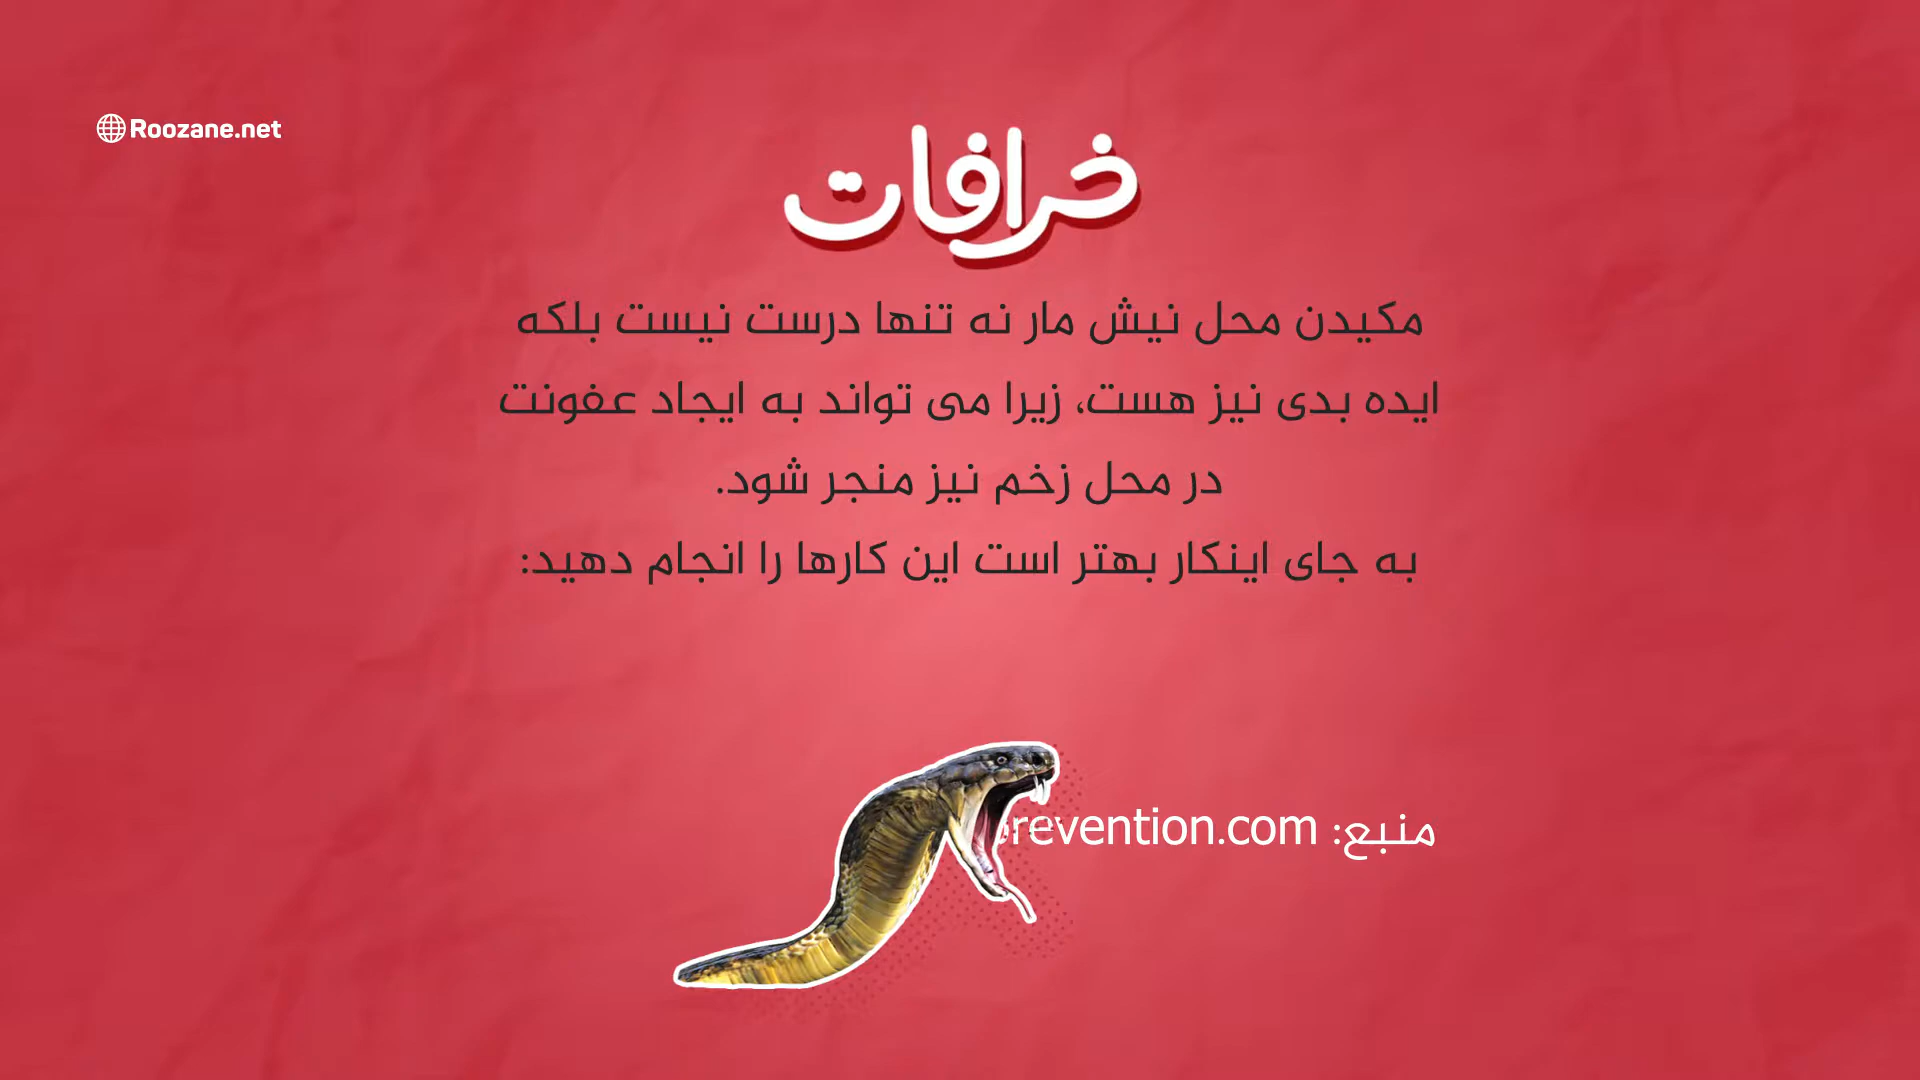 Roozane.net
خرافات
مکیدن محل نیش مار نه تنها درست نیست بلکه
ایده بدی نیز هست، زیرا می تواند به ایجاد عفونت
در محل زخم نیز منجر شود.
به جای اینکار بهتر است این کارها را انجام دهید:
منبع: prevention.com